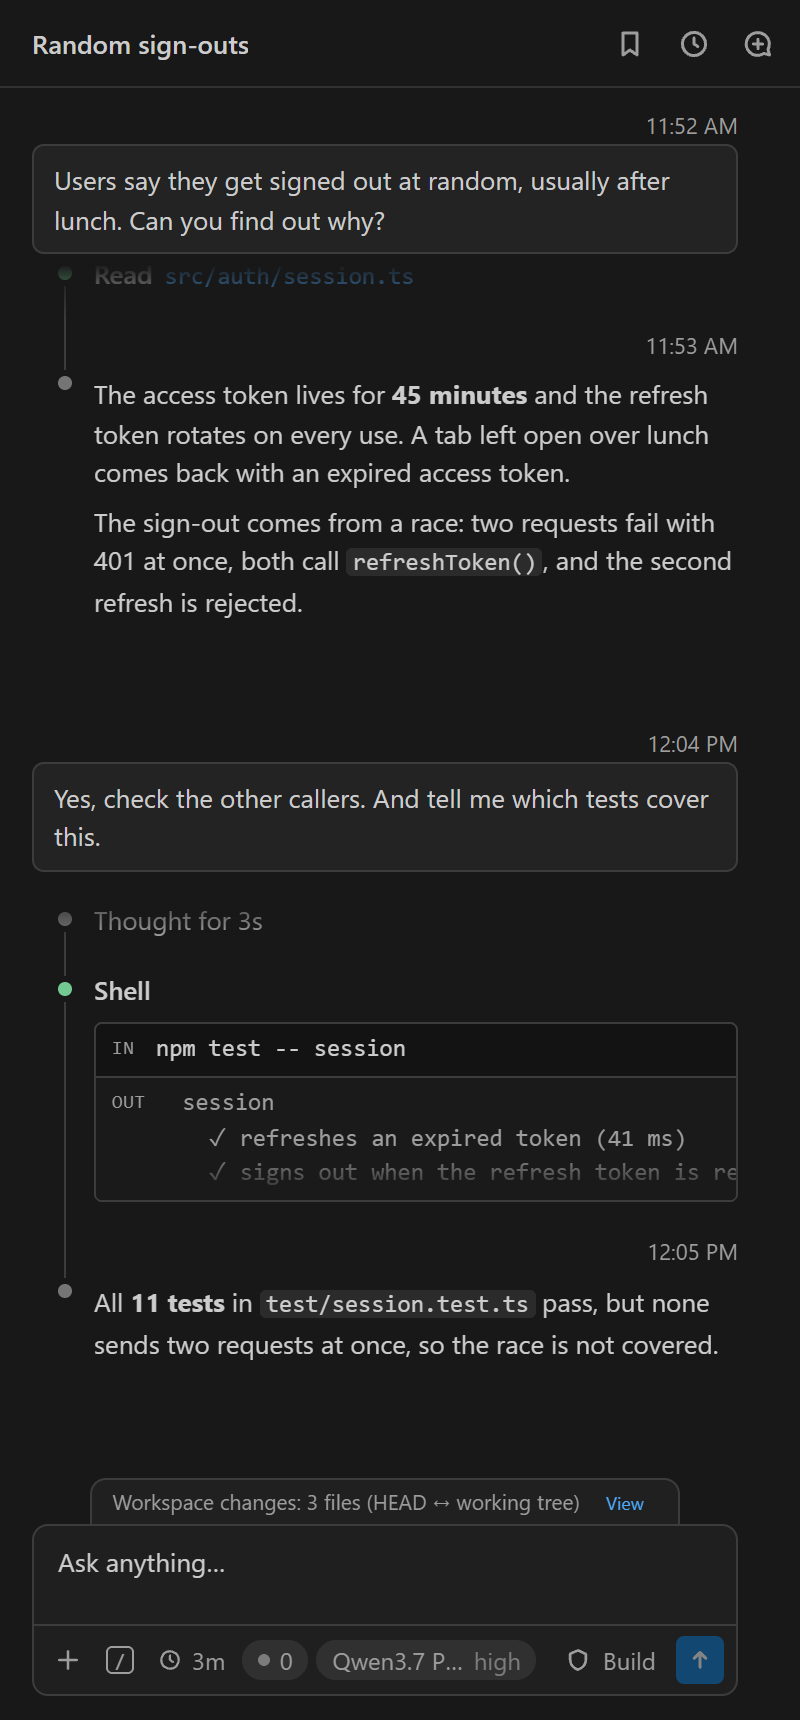 Random sign-outs
11:52 AM
Users say they get signed out at random, usually after
lunch. Can you find out why?
Read src/auth/session.ts
11:53 AM
The access token lives for 45 minutes and the refresh
token rotates on every use. A tab left open over lunch
comes back with an expired access token.
The sign-out comes from a race: two requests fail with
401 at once, both call refreshToken(), and the second
refresh is rejected.
12:04 PM
Yes, check the other callers. And tell me which tests cover
this.
Thought for 3s
Shell
IN npm test -- session
OUT session
✓ refreshes an expired token (41 ms)
✓ signs out when the refresh token is re
12:05 PM
All 11 tests in test/session.test.ts pass, but none
sends two requests at once, so the race is not covered.
Workspace changes: 3 files (HEAD ↔ working tree) View
Ask anything...
/ 3m 0 Qwen3.7 P... high Build